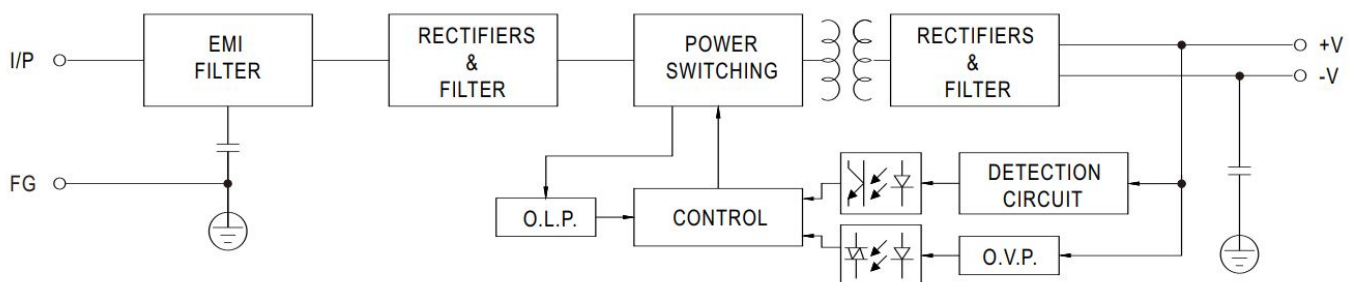 I/P
EMI
FILTER
RECTIFIERS
&
FILTER
POWER
SWITCHING
RECTIFIERS
&
FILTER
+V
-V
FG
O.L.P.
CONTROL
DETECTION
CIRCUIT
O.V.P.